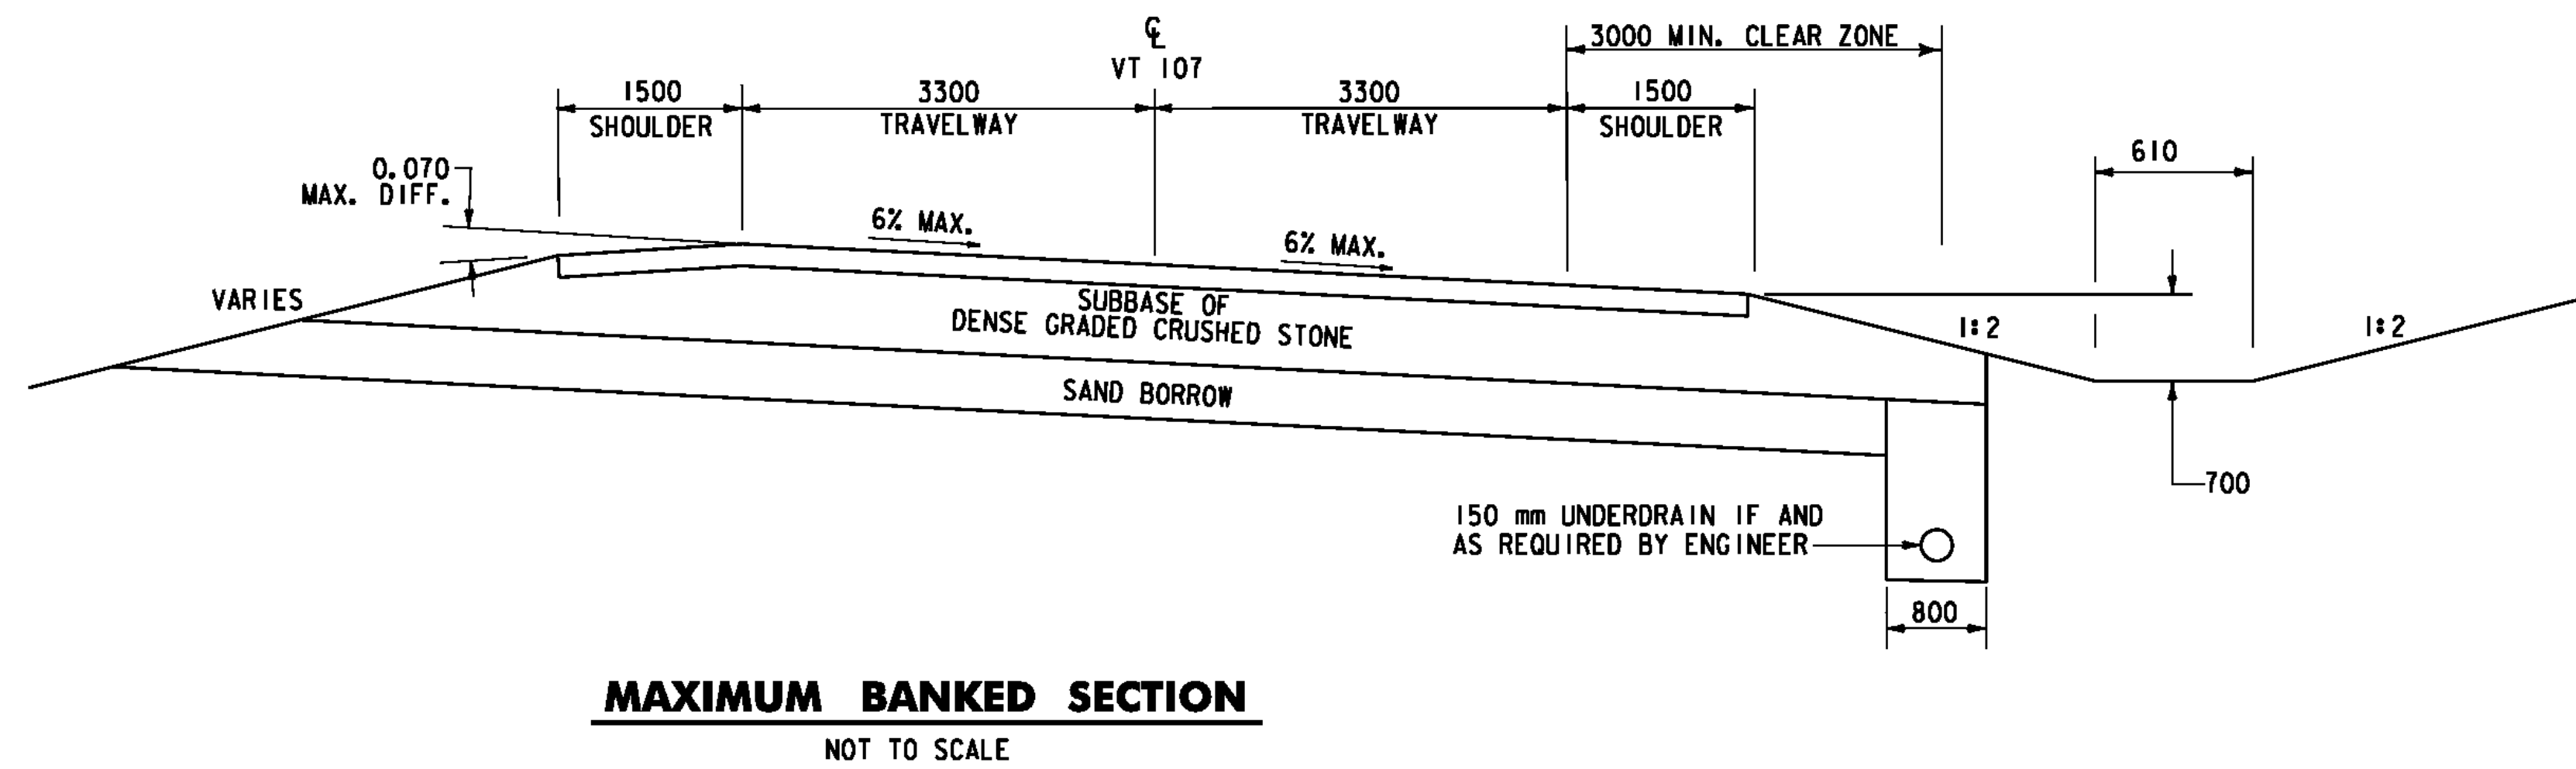 ℄
VT 107
3000 MIN. CLEAR ZONE
1500
SHOULDER
3300
TRAVELWAY
3300
TRAVELWAY
1500
SHOULDER
610
0.070
MAX. DIFF.
6% MAX.
6% MAX.
VARIES
SUBBASE OF
DENSE GRADED CRUSHED STONE
1:2
1:2
SAND BORROW
700
150 mm UNDERDRAIN IF AND
AS REQUIRED BY ENGINEER
800
MAXIMUM BANKED SECTION
NOT TO SCALE